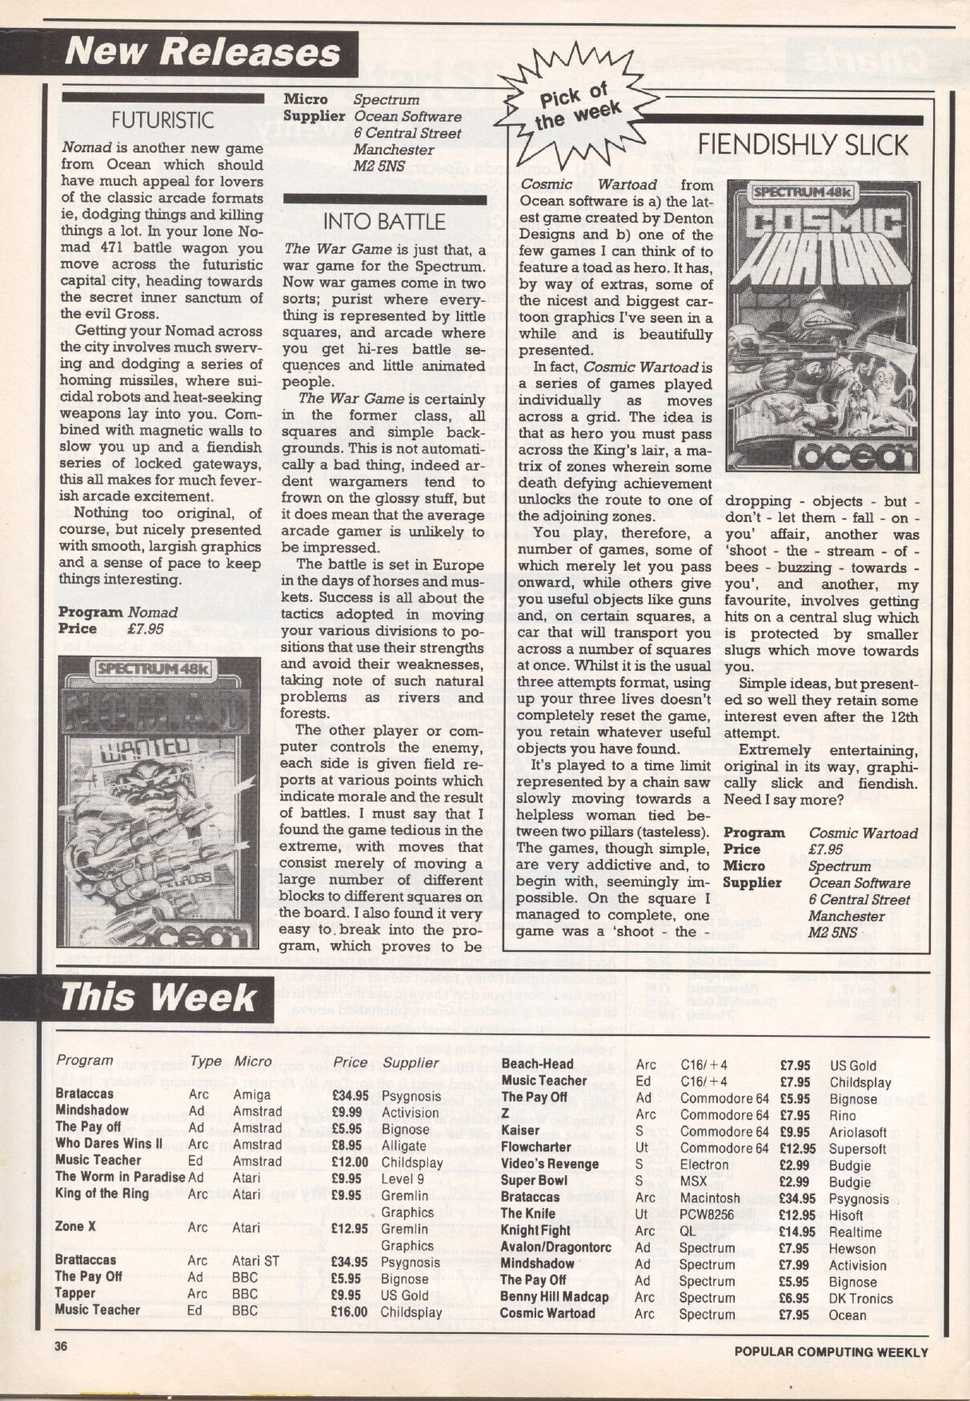 New Releases
FUTURISTIC
Nomad is another new game
from Ocean which should
have much appeal for lovers
of the classic arcade formats
ie, dodging things and killing
things a lot. In your lone No-
mad 471 battle wagon you
move across the futuristic
capital city, heading towards
the secret inner sanctum of
the evil Gross.
Getting your Nomad across
the city involves much swerv-
ing and dodging a series of
homing missiles, where sui-
cidal robots and heat-seeking
weapons lay into you. Com-
bined with magnetic walls to
slow you up and a fiendish
series of locked gateways,
this all makes for much fever-
ish arcade excitement.
Nothing too original, of
course, but nicely presented
with smooth, largish graphics
and a sense of pace to keep
things interesting.
Program Nomad
Price £7.95
SPECTRUM 48K
N.O.M.A.D
WANTED
GROSS
ocean
Micro Spectrum
Supplier Ocean Software
6 Central Street
Manchester
M2 5NS
INTO BATTLE
The War Game is just that, a
war game for the Spectrum.
Now war games come in two
sorts; purist where every-
thing is represented by little
squares, and arcade where
you get hi-res battle se-
quences and little animated
people.
The War Game is certainly
in the former class, all
squares and simple back-
grounds. This is not automati-
cally a bad thing, indeed ar-
dent wargamers tend to
frown on the glossy stuff, but
it does mean that the average
arcade gamer is unlikely to
be impressed.
The battle is set in Europe
in the days of horses and mus-
kets. Success is all about the
tactics adopted in moving
your various divisions to po-
sitions that use their strengths
and avoid their weaknesses,
taking note of such natural
problems as rivers and
forests.
The other player or com-
puter controls the enemy,
each side is given field re-
ports at various points which
indicate morale and the result
of battles. I must say that I
found the game tedious in the
extreme, with moves that
consist merely of moving a
large number of different
blocks to different squares on
the board. I also found it very
easy to break into the pro-
gram, which proves to be
Pick of
the week
FIENDISHLY SLICK
Cosmic Wartoad from
Ocean software is a) the lat-
est game created by Denton
Designs and b) one of the
few games I can think of to
feature a toad as hero. It has,
by way of extras, some of
the nicest and biggest car-
toon graphics I've seen in a
while and is beautifully
presented.
In fact, Cosmic Wartoad is
a series of games played
individually as moves
across a grid. The idea is
that as hero you must pass
across the King's lair, a ma-
trix of zones wherein some
death defying achievement
unlocks the route to one of
the adjoining zones.
You play, therefore, a
number of games, some of
which merely let you pass
onward, while others give
you useful objects like guns
and, on certain squares, a
car that will transport you
across a number of squares
at once. Whilst it is the usual
three attempts format, using
up your three lives doesn't
completely reset the game,
you retain whatever useful
objects you have found.
It's played to a time limit
represented by a chain saw
slowly moving towards a
helpless woman tied be-
tween two pillars (tasteless).
The games, though simple,
are very addictive and, to
begin with, seemingly im-
possible. On the square I
managed to complete, one
game was a 'shoot - the -
SPECTRUM 48K
COSMIC
WARTOAD
ocean
dropping - objects - but -
don't - let them - fall - on -
you' affair, another was
'shoot - the - stream - of -
bees - buzzing - towards -
you', and another, my
favourite, involves getting
hits on a central slug which
is protected by smaller
slugs which move towards
you.
Simple ideas, but present-
ed so well they retain some
interest even after the 12th
attempt.
Extremely entertaining,
original in its way, graphi-
cally slick and fiendish.
Need I say more?
Program Cosmic Wartoad
Price £7.95
Micro Spectrum
Supplier Ocean Software
6 Central Street
Manchester
M2 5NS
This Week
Program Type Micro Price Supplier
Brataccas Arc Amiga £34.95 Psygnosis
Mindshadow Ad Amstrad £9.99 Activision
The Pay off Ad Amstrad £5.95 Bignose
Who Dares Wins II Arc Amstrad £8.95 Alligate
Music Teacher Ed Amstrad £12.00 Childsplay
The Worm in Paradise Ad Atari £9.95 Level 9
King of the Ring Arc Atari £9.95 Gremlin
Graphics
Zone X Arc Atari £12.95 Gremlin
Graphics
Brattaccas Arc Atari ST £34.95 Psygnosis
The Pay Off Ad BBC £5.95 Bignose
Tapper Arc BBC £9.95 US Gold
Music Teacher Ed BBC £16.00 Childsplay
Beach-Head Arc C16/+4 £7.95 US Gold
Music Teacher Ed C16/+4 £7.95 Childsplay
The Pay Off Ad Commodore 64 £5.95 Bignose
Z Arc Commodore 64 £7.95 Rino
Kaiser S Commodore 64 £9.95 Ariolasoft
Flowcharter Ut Commodore 64 £12.95 Supersoft
Video's Revenge S Electron £2.99 Budgie
Super Bowl S MSX £2.99 Budgie
Brataccas Arc Macintosh £34.95 Psygnosis
The Knife Ut PCW8256 £12.95 Hisoft
Knight Fight Arc QL £14.95 Realtime
Avalon/Dragontorc Ad Spectrum £7.95 Hewson
Mindshadow Ad Spectrum £7.99 Activision
The Pay Off Ad Spectrum £5.95 Bignose
Benny Hill Madcap Arc Spectrum £6.95 DK Tronics
Cosmic Wartoad Arc Spectrum £7.95 Ocean
36
POPULAR COMPUTING WEEKLY